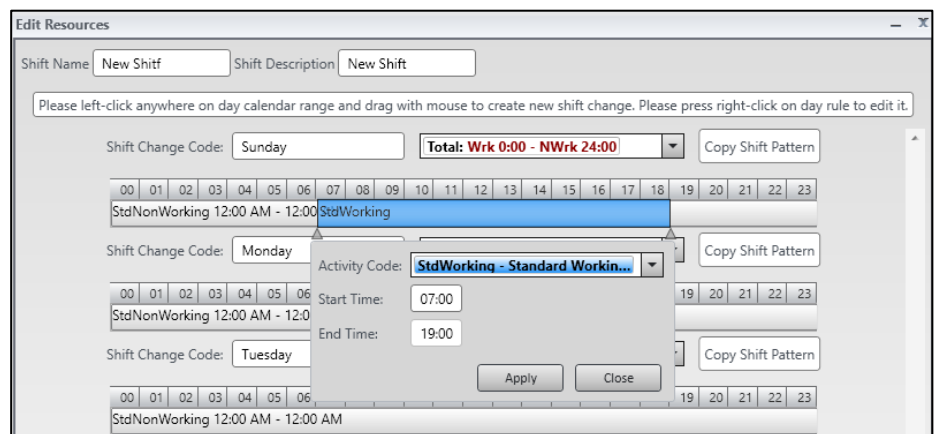 Edit Resources
Shift Name New Shitf Shift Description New Shift
Please left-click anywhere on day calendar range and drag with mouse to create new shift change. Please press right-click on day rule to edit it.
Shift Change Code: Sunday Total: Wrk 0:00 - NWrk 24:00 Copy Shift Pattern
00 01 02 03 04 05 06 07 08 09 10 11 12 13 14 15 16 17 18 19 20 21 22 23
StdNonWorking 12:00 AM - 12:00 StdWorking
Shift Change Code: Monday Copy Shift Pattern
Activity Code: StdWorking - Standard Workin...
00 01 02 03 04 05 06 19 20 21 22 23
Start Time: 07:00
StdNonWorking 12:00 AM - 12:0
End Time: 19:00
Shift Change Code: Tuesday Copy Shift Pattern
Apply Close
00 01 02 03 04 05 06 19 20 21 22 23
StdNonWorking 12:00 AM - 12:00 AM